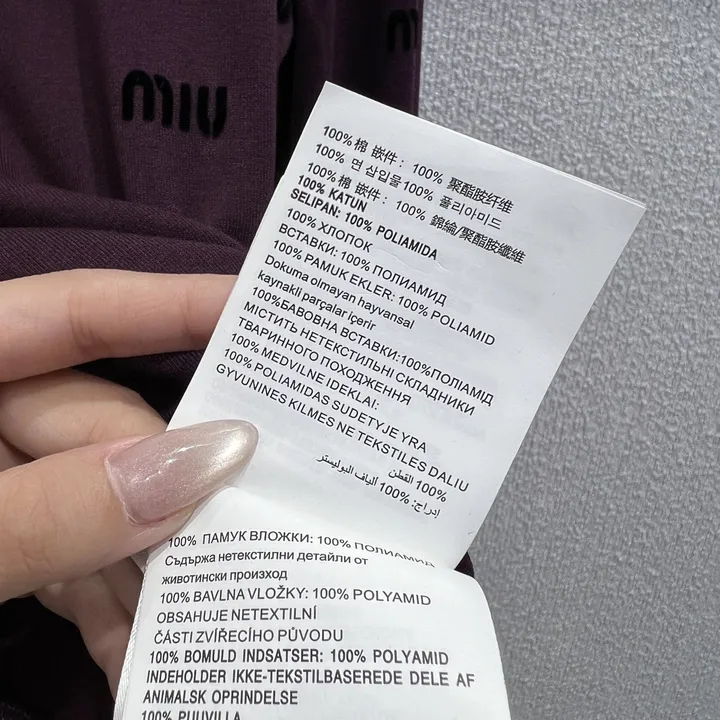 miu
100% 棉 嵌件： 100% 聚酯胺纤维
100% 면 삽입물 100% 폴리아미드
100% 棉 嵌件： 100% 錦綸/聚酯胺纖維
100% KATUN
SELIPAN: 100% POLIAMIDA
100% ХЛОПОК
ВСТАВКИ: 100% ПОЛИАМИД
100% PAMUK EKLER: 100% POLIAMID
Dokuma olmayan hayvansal
kaynakli parçalar içerir
100%БАВОВНА ВСТАВКИ:100%ПОЛІАМІД
МІСТИТЬ НЕТЕКСТИЛЬНІ СКЛАДНИКИ
ТВАРИННОГО ПОХОДЖЕННЯ
100% MEDVILNE IDEKLAI:
100% POLIAMIDAS SUDETYJE YRA
GYVUNINES KILMES NE TEKSTILES DALIU
100% القطن
إدراج: 100% ألياف البوليستر
100% ПАМУК ВЛОЖКИ: 100% ПОЛИАМИД
Съдържа нетекстилни детайли от
животински произход
100% BAVLNA VLOŽKY: 100% POLYAMID
OBSAHUJE NETEXTILNÍ
ČÁSTI ZVÍŘECÍHO PŮVODU
100% BOMULD INDSATSER: 100% POLYAMID
INDEHOLDER IKKE-TEKSTILBASEREDE DELE AF
ANIMALSK OPRINDELSE
100% PUUVILLA